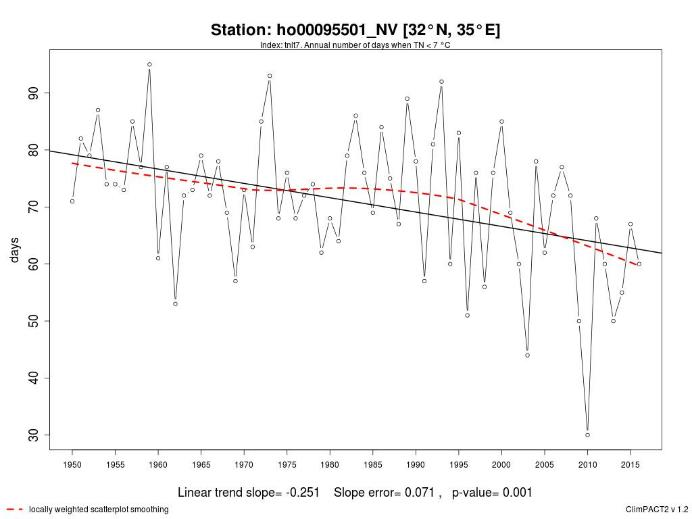 Station: ho00095501_NV [32°N, 35°E]
Index: tnlt7. Annual number of days when TN < 7 °C
days
90
80
70
60
50
40
30
1950 1955 1960 1965 1970 1975 1980 1985 1990 1995 2000 2005 2010 2015
Linear trend slope= -0.251 Slope error= 0.071 , p-value= 0.001
locally weighted scatterplot smoothing
ClimPACT2 v 1.2